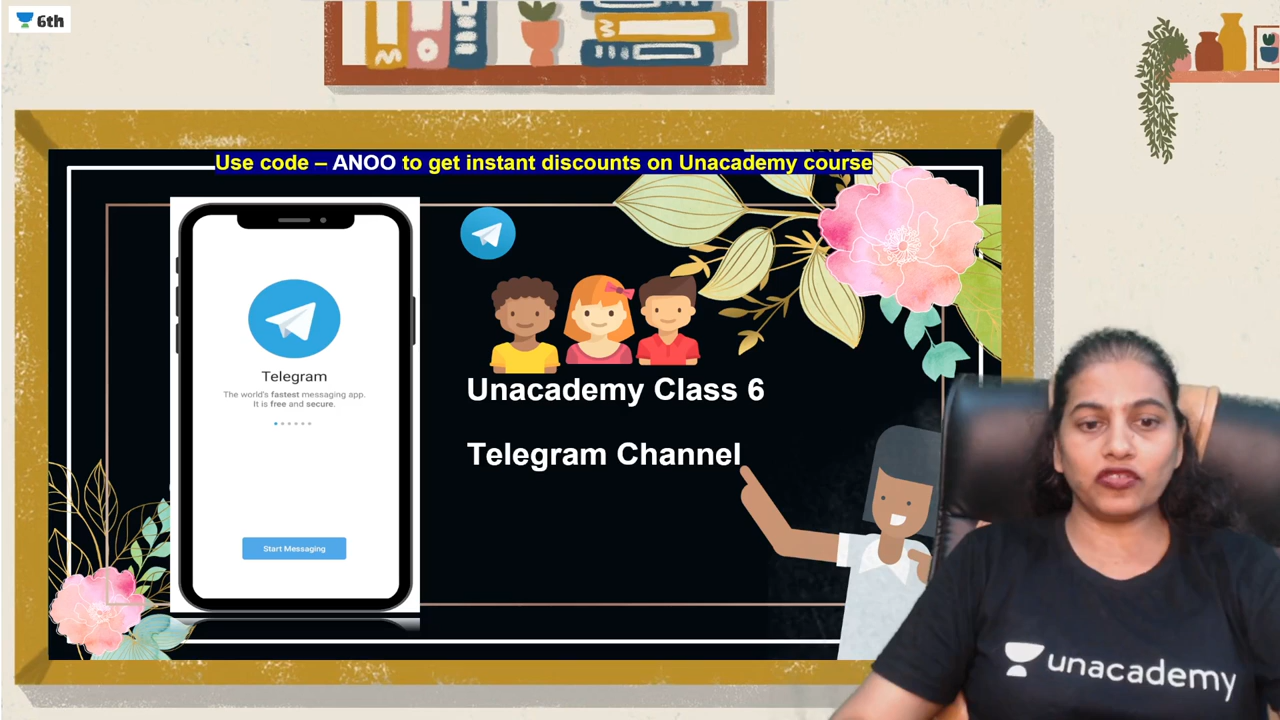 6th
Use code – ANOO to get instant discounts on Unacademy course
Telegram
The world's fastest messaging app.
It is free and secure.
Start Messaging
Unacademy Class 6
Telegram Channel
unacademy